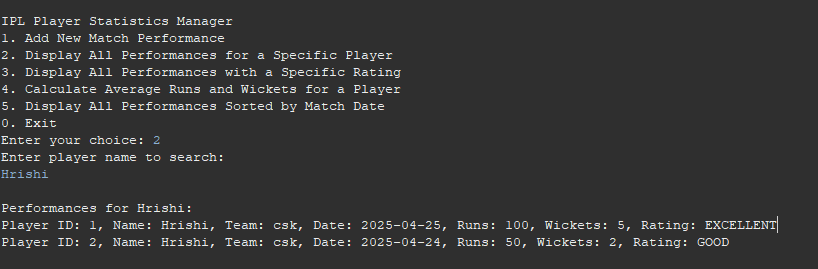 IPL Player Statistics Manager
1. Add New Match Performance
2. Display All Performances for a Specific Player
3. Display All Performances with a Specific Rating
4. Calculate Average Runs and Wickets for a Player
5. Display All Performances Sorted by Match Date
0. Exit
Enter your choice: 2
Enter player name to search:
Hrishi
Performances for Hrishi:
Player ID: 1, Name: Hrishi, Team: csk, Date: 2025-04-25, Runs: 100, Wickets: 5, Rating: EXCELLENT
Player ID: 2, Name: Hrishi, Team: csk, Date: 2025-04-24, Runs: 50, Wickets: 2, Rating: GOOD